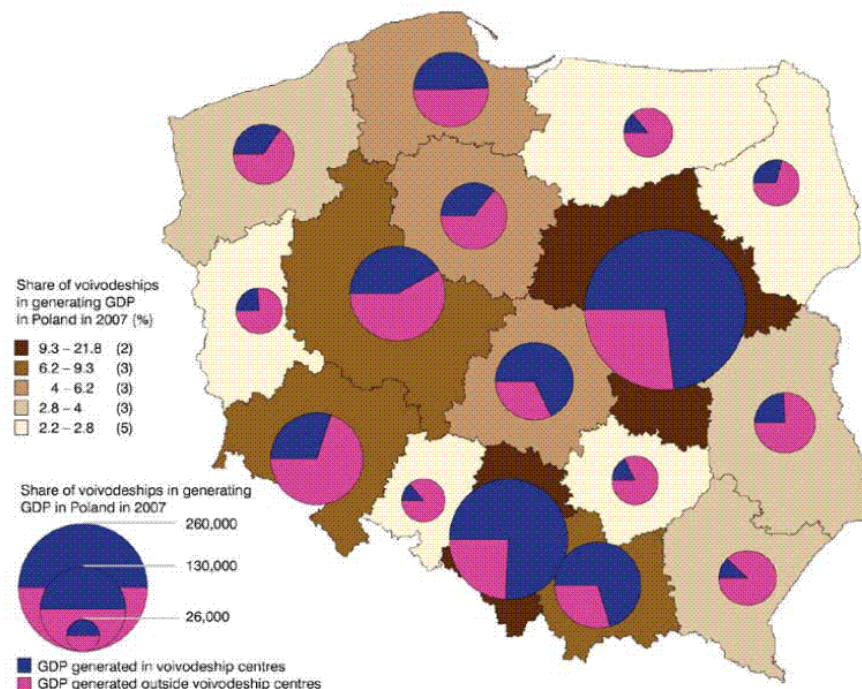 Share of voivodeships
in generating GDP
in Poland in 2007 (%)
9.3 – 21.8 (2)
6.2 – 9.3 (3)
4 – 6.2 (3)
2.8 – 4 (3)
2.2 – 2.8 (5)
Share of voivodeships in generating
GDP in Poland in 2007
260,000
130,000
26,000
GDP generated in voivodeship centres
GDP generated outside voivodeship centres